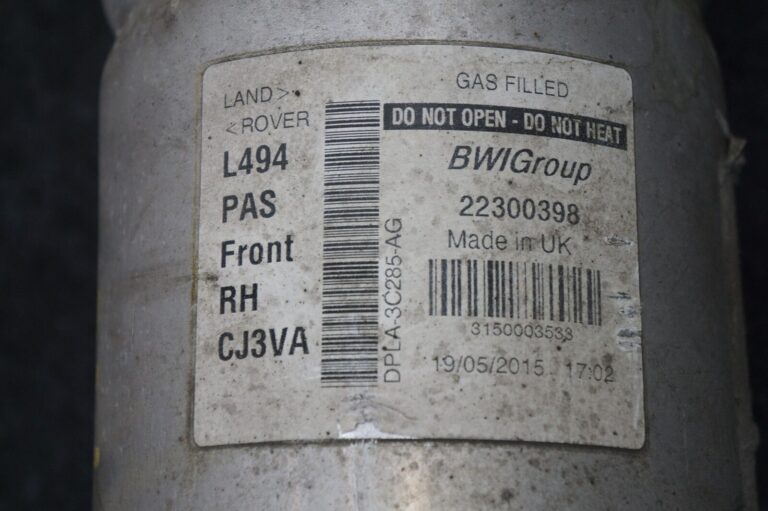 LAND>
<ROVER
L494
PAS
Front
RH
CJ3VA
DPLA-3C285-AG
GAS FILLED
DO NOT OPEN - DO NOT HEAT
BWIGroup
22300398
Made in UK
3150003533
19/05/2015 17:02